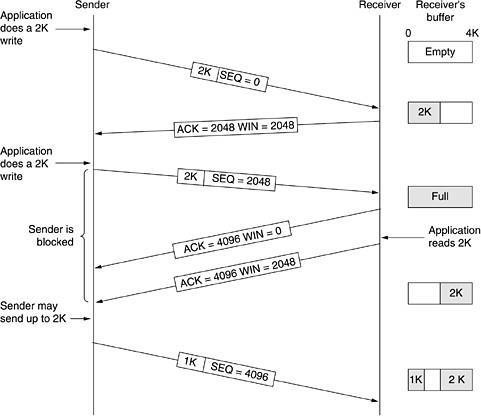 Sender
Receiver
Receiver's
buffer
Application
does a 2K
write
0
4K
Empty
2K
SEQ = 0
2K
ACK = 2048 WIN = 2048
Application
does a 2K
write
2K
SEQ = 2048
Full
Sender is
blocked
ACK = 4096 WIN = 0
Application
reads 2K
ACK = 4096 WIN = 2048
2K
Sender may
send up to 2K
1K
SEQ = 4096
1K
2 K